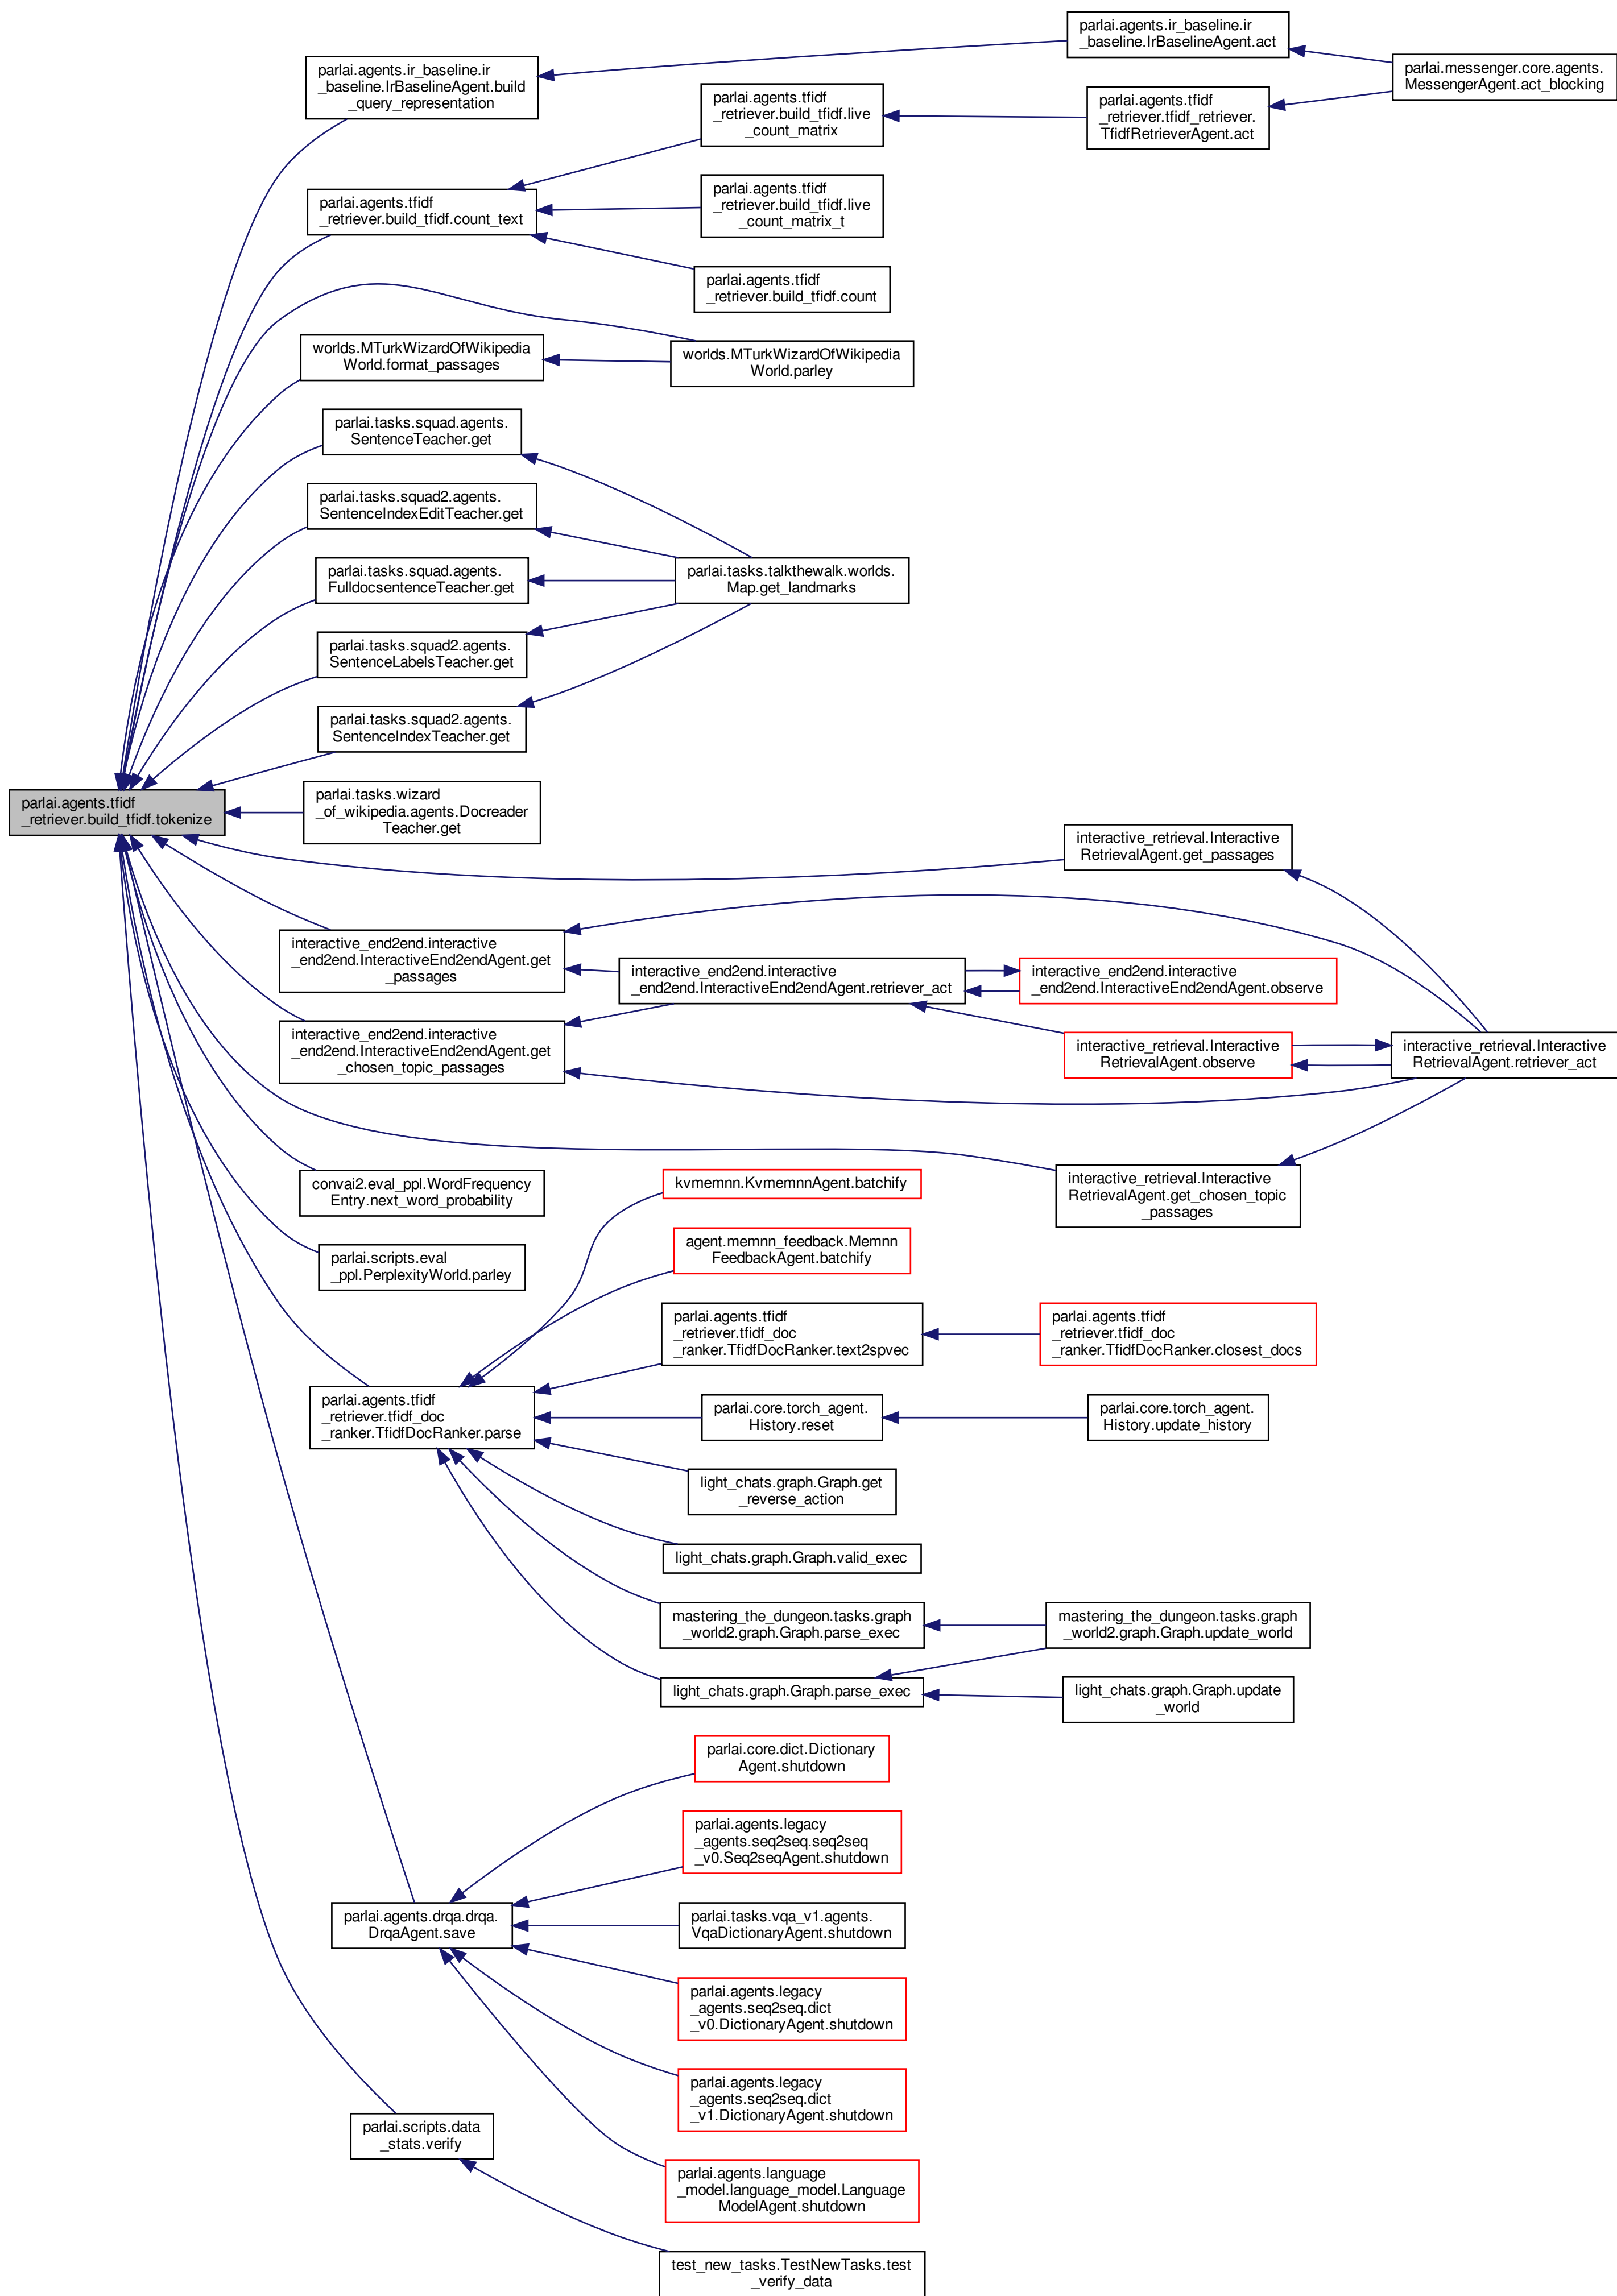 parlai.agents.ir_baseline.ir
_baseline.IrBaselineAgent.act
parlai.messenger.core.agents.
MessengerAgent.act_blocking
parlai.agents.ir_baseline.ir
_baseline.IrBaselineAgent.build
_query_representation
parlai.agents.tfidf
_retriever.build_tfidf.live
_count_matrix
parlai.agents.tfidf
_retriever.tfidf_retriever.
TfidfRetrieverAgent.act
parlai.agents.tfidf
_retriever.build_tfidf.count_text
parlai.agents.tfidf
_retriever.build_tfidf.live
_count_matrix_t
parlai.agents.tfidf
_retriever.build_tfidf.count
worlds.MTurkWizardOfWikipedia
World.format_passages
worlds.MTurkWizardOfWikipedia
World.parley
parlai.tasks.squad.agents.
SentenceTeacher.get
parlai.tasks.squad2.agents.
SentenceIndexEditTeacher.get
parlai.tasks.squad.agents.
FulldocsentenceTeacher.get
parlai.tasks.talkthewalk.worlds.
Map.get_landmarks
parlai.tasks.squad2.agents.
SentenceLabelsTeacher.get
parlai.tasks.squad2.agents.
SentenceIndexTeacher.get
parlai.agents.tfidf
_retriever.build_tfidf.tokenize
parlai.tasks.wizard
_of_wikipedia.agents.Docreader
Teacher.get
interactive_retrieval.Interactive
RetrievalAgent.get_passages
interactive_end2end.interactive
_end2end.InteractiveEnd2endAgent.get
_passages
interactive_end2end.interactive
_end2end.InteractiveEnd2endAgent.retriever_act
interactive_end2end.interactive
_end2end.InteractiveEnd2endAgent.observe
interactive_end2end.interactive
_end2end.InteractiveEnd2endAgent.get
_chosen_topic_passages
interactive_retrieval.Interactive
RetrievalAgent.observe
interactive_retrieval.Interactive
RetrievalAgent.retriever_act
convai2.eval_ppl.WordFrequency
Entry.next_word_probability
kvmemnn.KvmemnnAgent.batchify
interactive_retrieval.Interactive
RetrievalAgent.get_chosen_topic
_passages
parlai.scripts.eval
_ppl.PerplexityWorld.parley
agent.memnn_feedback.Memnn
FeedbackAgent.batchify
parlai.agents.tfidf
_retriever.tfidf_doc
_ranker.TfidfDocRanker.text2spvec
parlai.agents.tfidf
_retriever.tfidf_doc
_ranker.TfidfDocRanker.closest_docs
parlai.agents.tfidf
_retriever.tfidf_doc
_ranker.TfidfDocRanker.parse
parlai.core.torch_agent.
History.reset
parlai.core.torch_agent.
History.update_history
light_chats.graph.Graph.get
_reverse_action
light_chats.graph.Graph.valid_exec
mastering_the_dungeon.tasks.graph
_world2.graph.Graph.parse_exec
mastering_the_dungeon.tasks.graph
_world2.graph.Graph.update_world
light_chats.graph.Graph.parse_exec
light_chats.graph.Graph.update
_world
parlai.core.dict.Dictionary
Agent.shutdown
parlai.agents.legacy
_agents.seq2seq.seq2seq
_v0.Seq2seqAgent.shutdown
parlai.agents.drqa.drqa.
DrqaAgent.save
parlai.tasks.vqa_v1.agents.
VqaDictionaryAgent.shutdown
parlai.agents.legacy
_agents.seq2seq.dict
_v0.DictionaryAgent.shutdown
parlai.agents.legacy
_agents.seq2seq.dict
_v1.DictionaryAgent.shutdown
parlai.scripts.data
_stats.verify
parlai.agents.language
_model.language_model.Language
ModelAgent.shutdown
test_new_tasks.TestNewTasks.test
_verify_data